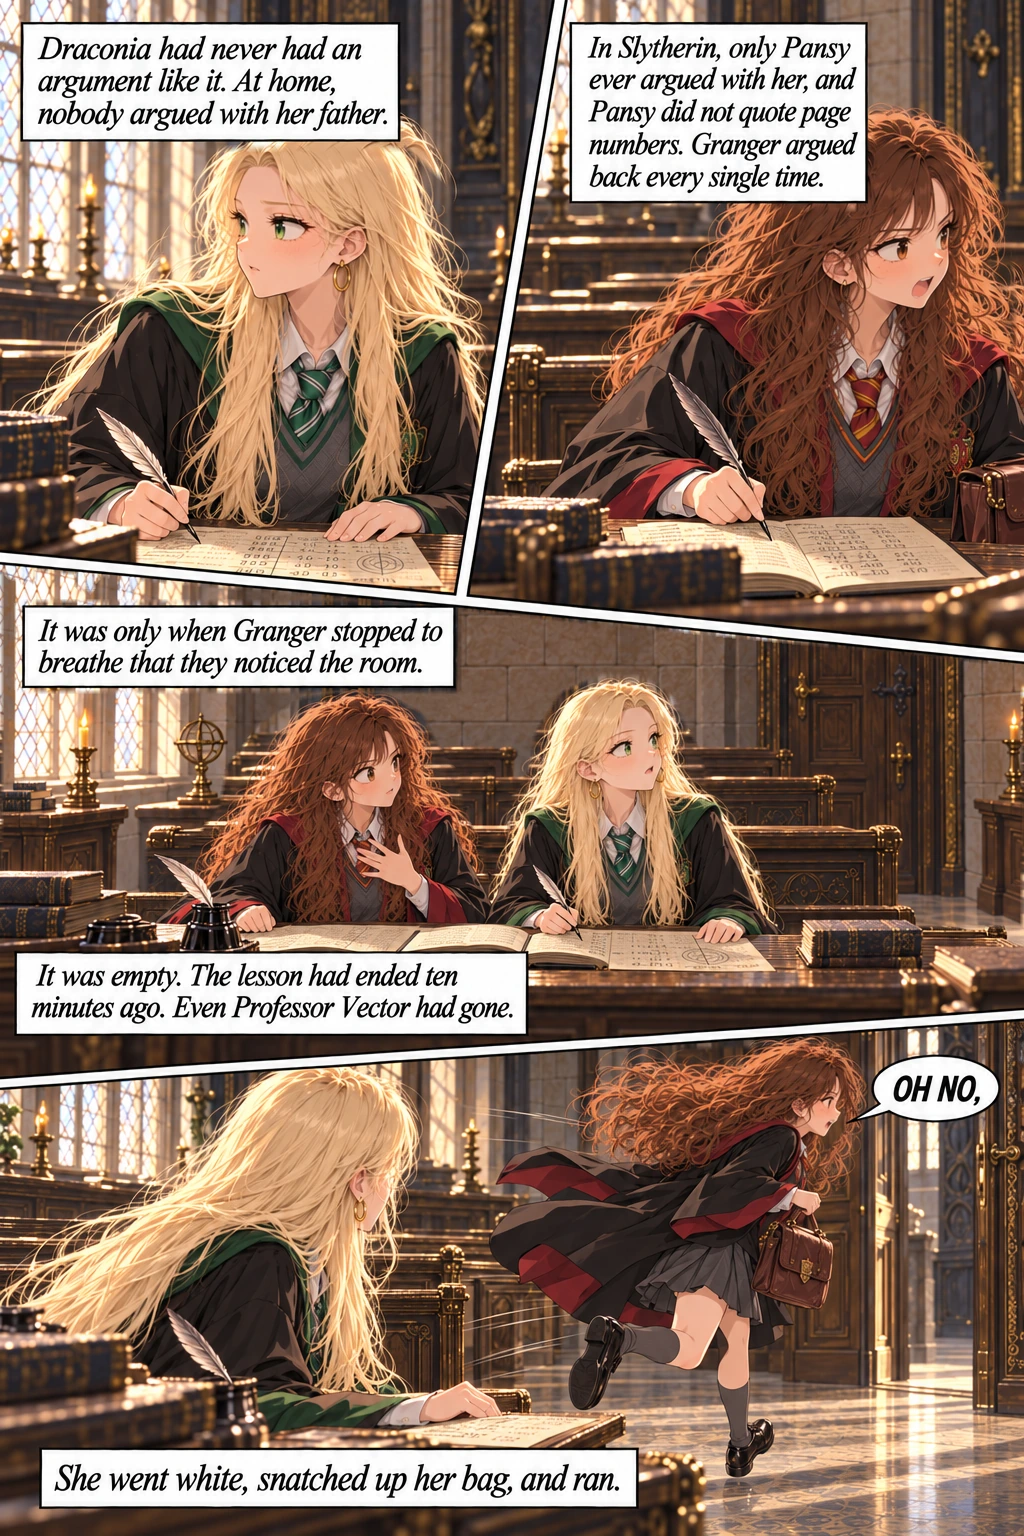 Draconia had never had an
argument like it. At home,
nobody argued with her father.
In Slytherin, only Pansy
ever argued with her, and
Pansy did not quote page
numbers. Granger argued
back every single time.
It was only when Granger stopped to
breathe that they noticed the room.
It was empty. The lesson had ended ten
minutes ago. Even Professor Vector had gone.
OH NO,
She went white, snatched up her bag, and ran.